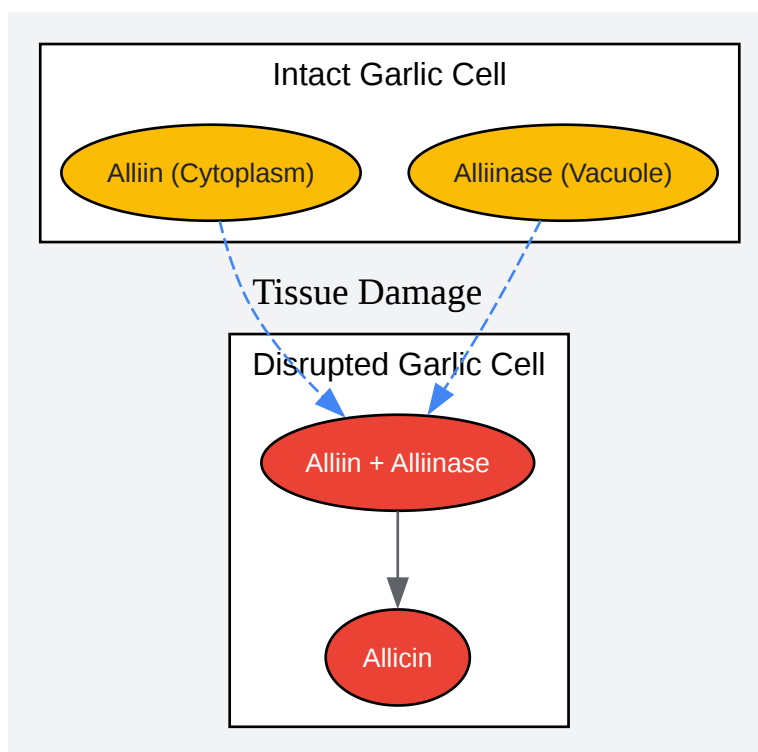 Intact Garlic Cell
Alliin (Cytoplasm)
Alliinase (Vacuole)
Tissue Damage
Disrupted Garlic Cell
Alliin + Alliinase
Allicin